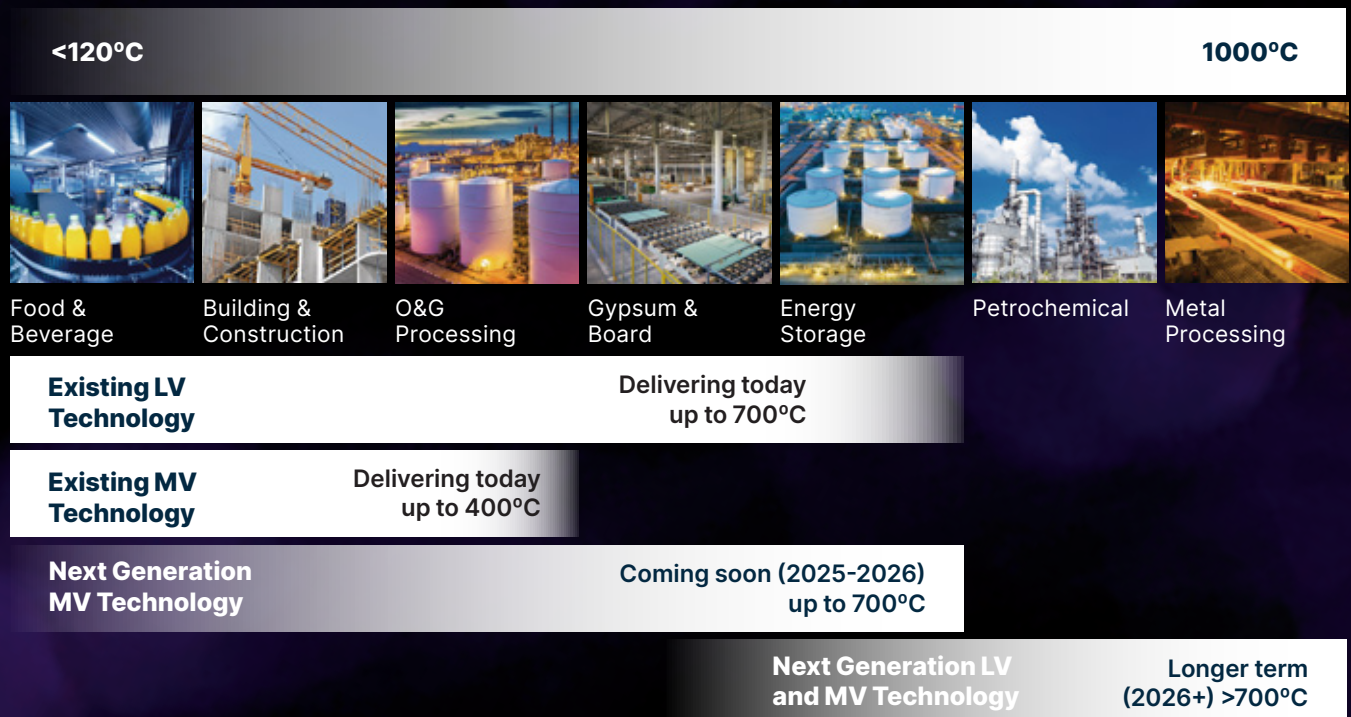 <120ºC
1000ºC
Food &
Beverage
Building &
Construction
O&G
Processing
Gypsum &
Board
Energy
Storage
Petrochemical
Metal
Processing
Existing LV
Technology
Delivering today
up to 700ºC
Existing MV
Technology
Delivering today
up to 400ºC
Next Generation
MV Technology
Coming soon (2025-2026)
up to 700ºC
Next Generation LV
and MV Technology
Longer term
(2026+) >700ºC